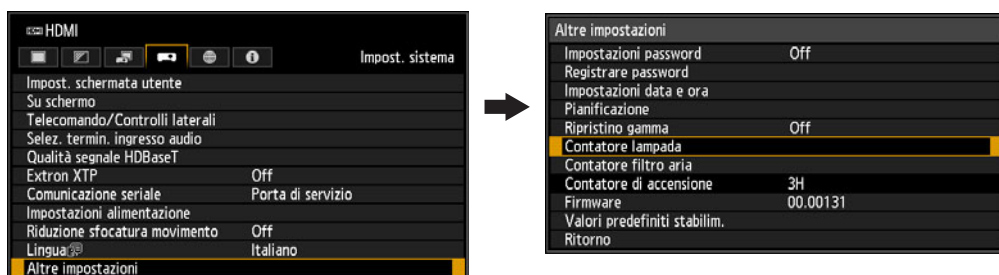 HDMI
Impost. sistema
Impost. schermata utente
Su schermo
Telecomando/Controlli laterali
Selez. termin. ingresso audio
Qualità segnale HDBaseT
Extron XTP Off
Comunicazione seriale Porta di servizio
Impostazioni alimentazione
Riduzione sfocatura movimento Off
Lingua Italiano
Altre impostazioni
Altre impostazioni
Impostazioni password Off
Registrare password
Impostazioni data e ora
Pianificazione
Ripristino gamma Off
Contatore lampada
Contatore filtro aria
Contatore di accensione 3H
Firmware 00.00131
Valori predefiniti stabilim.
Ritorno